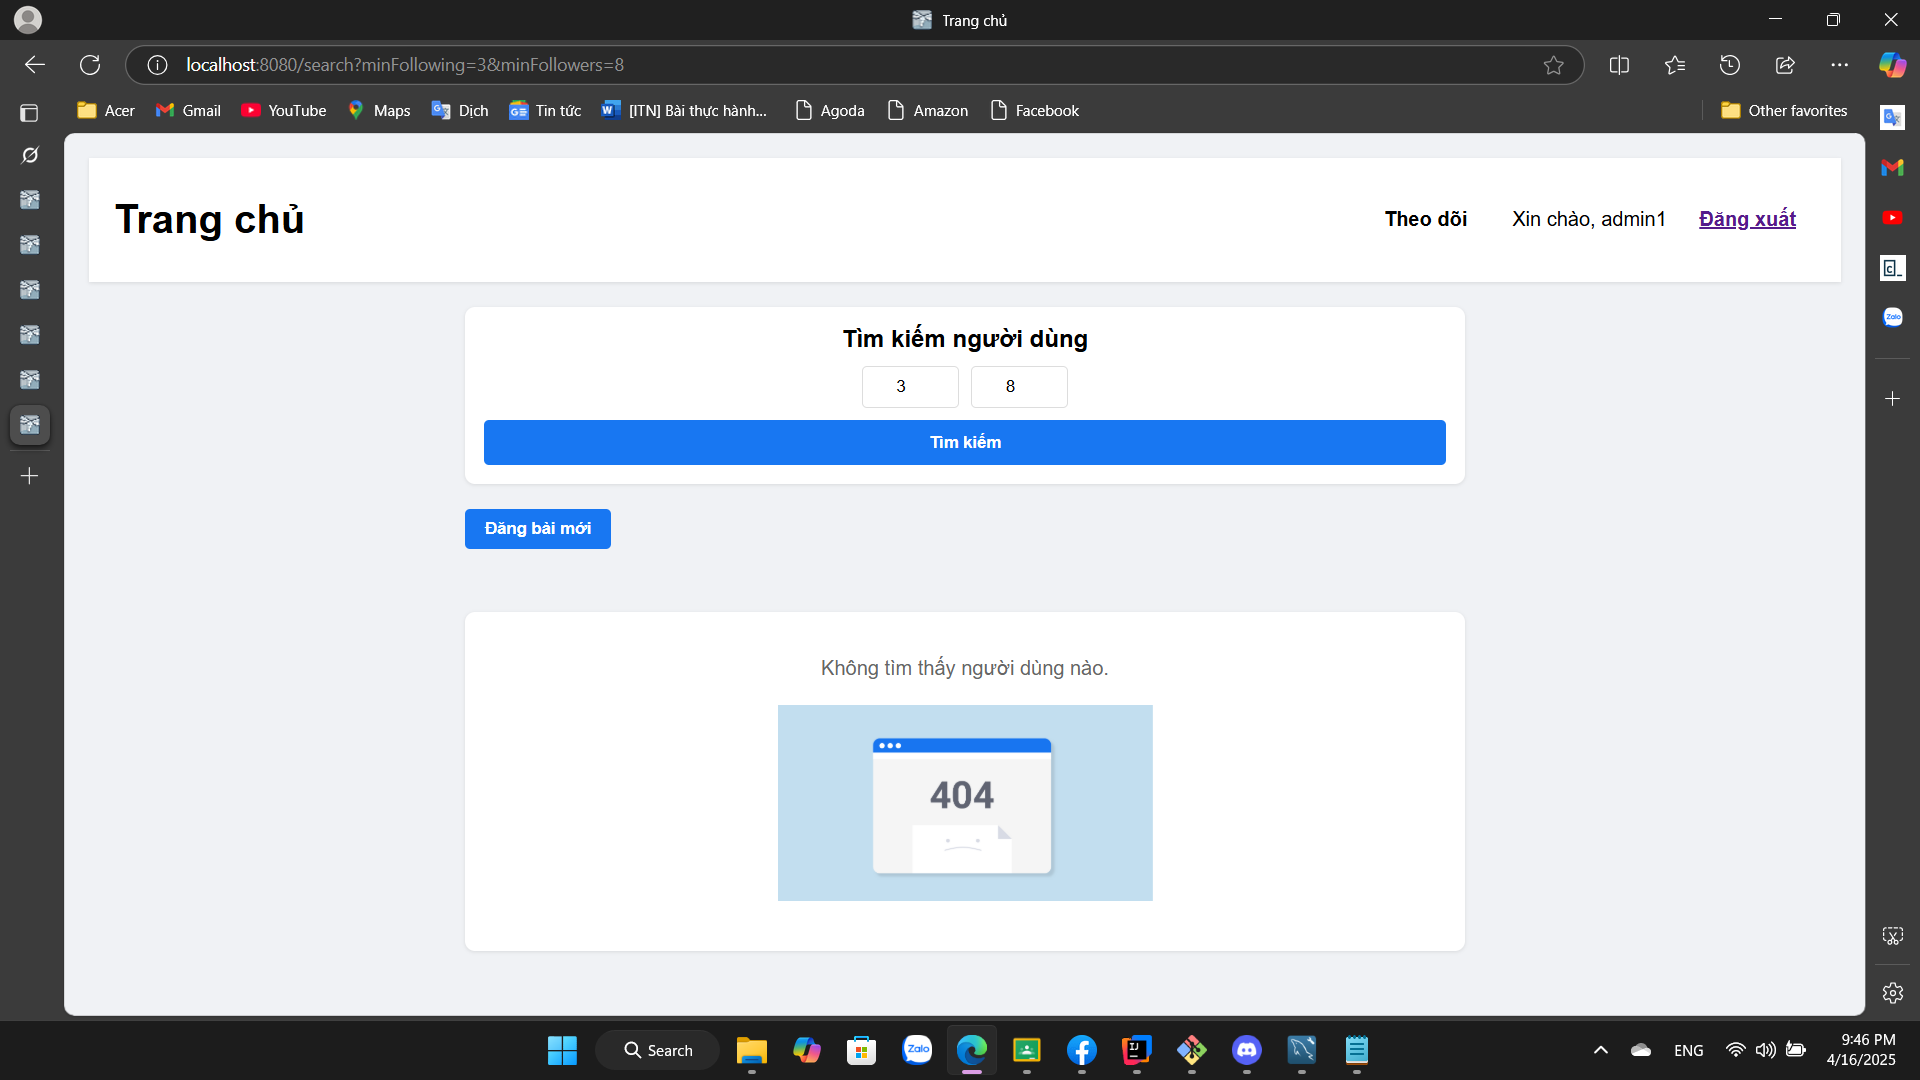 Trang chủ
localhost:8080/search?minFollowing=3&minFollowers=8
Acer
Gmail
YouTube
Maps
Dịch
Tin tức
[ITN] Bài thực hành...
Agoda
Amazon
Facebook
Other favorites
Trang chủ
Theo dõi
Xin chào, admin1
Đăng xuất
Tìm kiếm người dùng
3
8
Tìm kiếm
Đăng bài mới
Không tìm thấy người dùng nào.
404
Search
Zalo
ENG
9:46 PM
4/16/2025